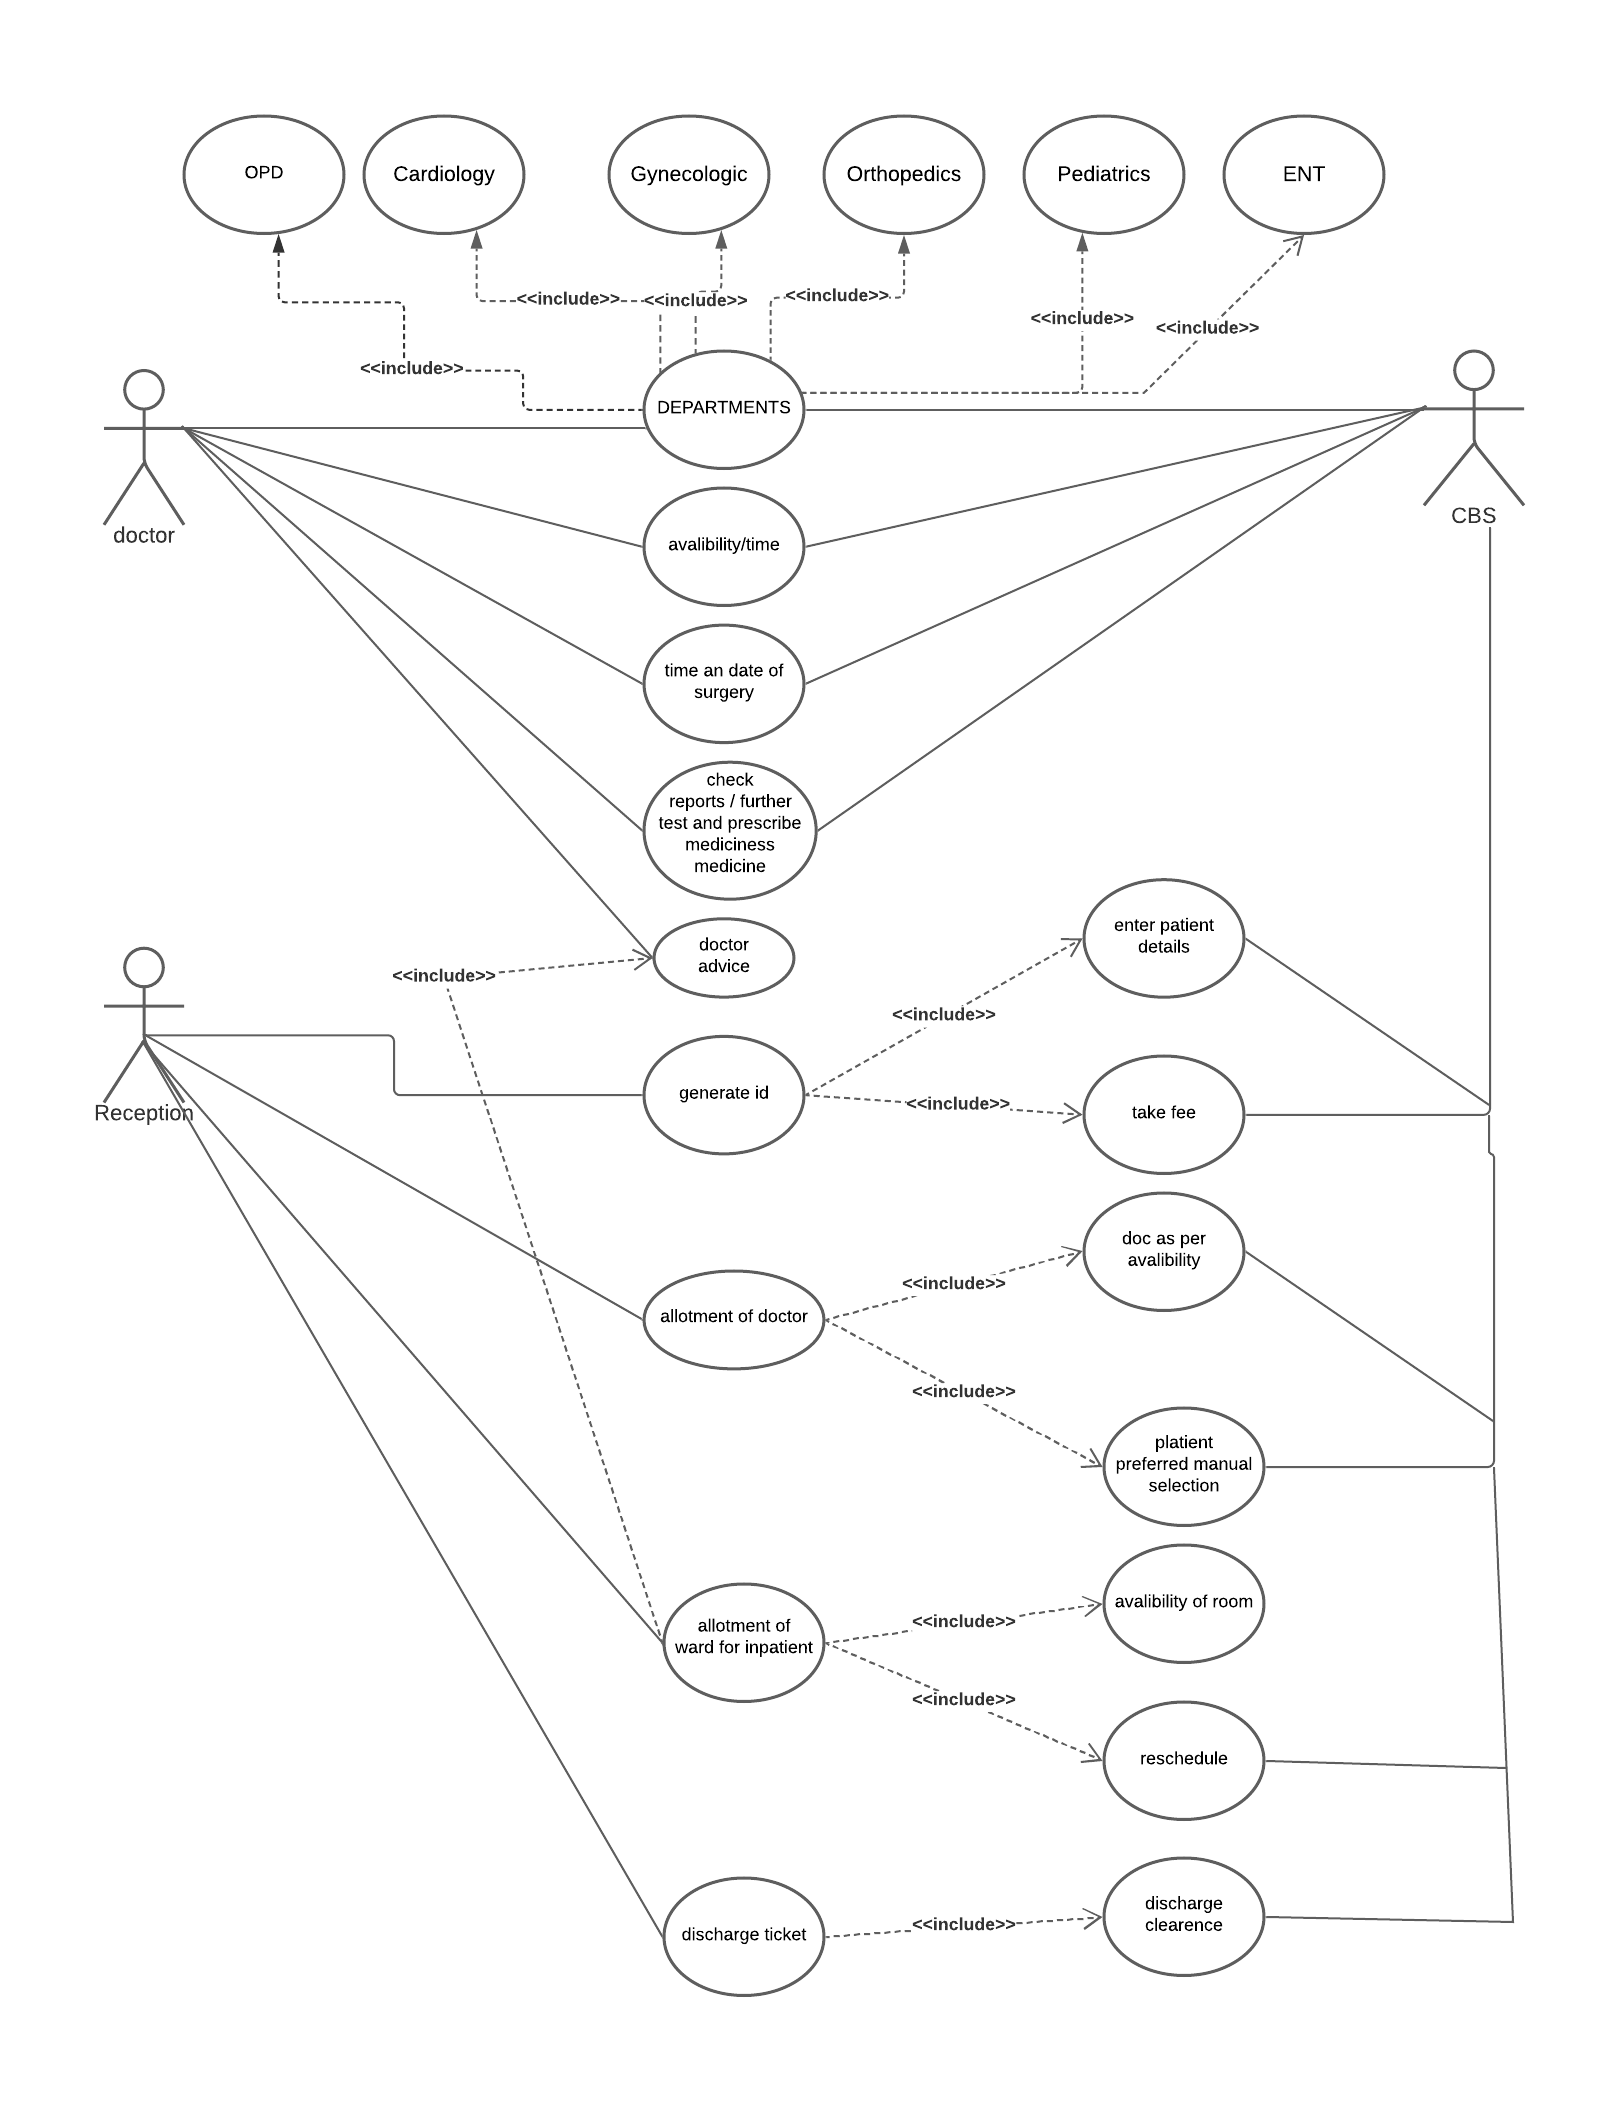 OPD
Cardiology
Gynecologic
Orthopedics
Pediatrics
ENT
<<include>>
<<include>>
<<include>>
<<include>>
<<include>>
<<include>>
DEPARTMENTS
doctor
CBS
avalibility/time
time an date of
surgery
check
reports / further
test and prescribe
mediciness
medicine
doctor
advice
<<include>>
enter patient
details
<<include>>
Reception
generate id
<<include>>
take fee
doc as per
avalibility
<<include>>
allotment of doctor
<<include>>
platient
preferred manual
selection
avalibility of room
<<include>>
allotment of
ward for inpatient
<<include>>
reschedule
discharge
clearence
<<include>>
discharge ticket